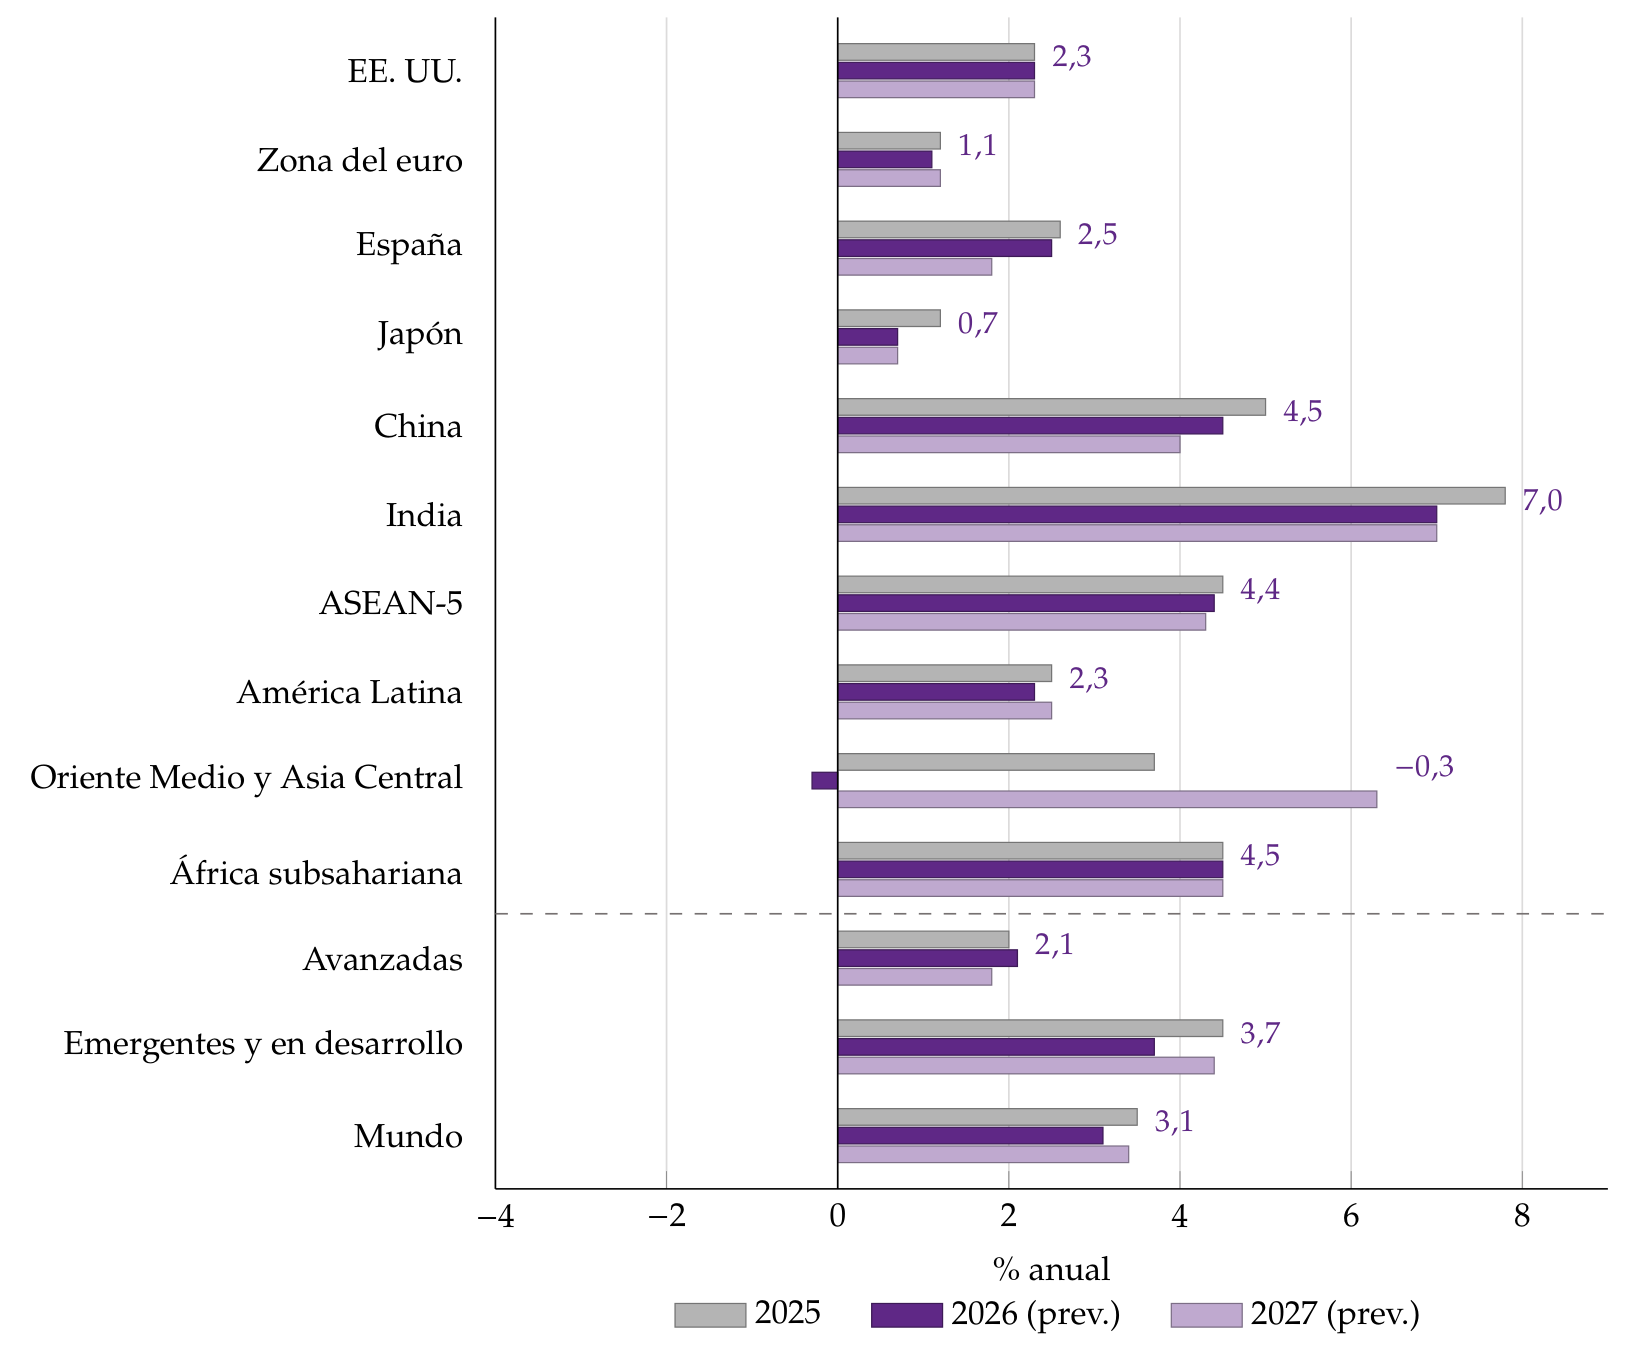 EE. UU.
2,3
Zona del euro
1,1
España
2,5
Japón
0,7
China
4,5
India
7,0
ASEAN-5
4,4
América Latina
2,3
Oriente Medio y Asia Central
−0,3
África subsahariana
4,5
Avanzadas
2,1
Emergentes y en desarrollo
3,7
Mundo
3,1
−4 −2 0 2 4 6 8
% anual
2025 2026 (prev.) 2027 (prev.)